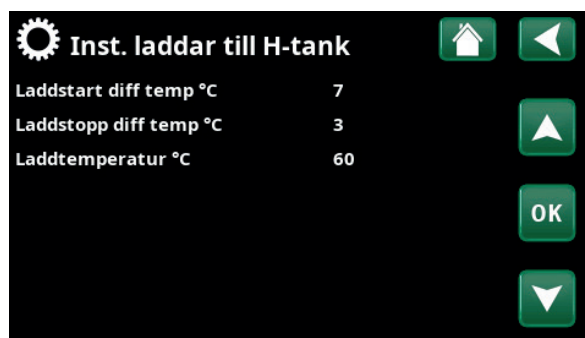 Inst. laddar till H-tank
Laddstart diff temp °C 7
Laddstopp diff temp °C 3
Laddtemperatur °C 60
OK